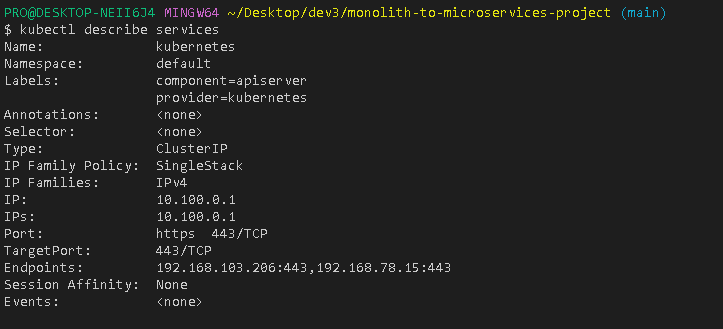 PRO@DESKTOP-NEII6J4 MINGW64 ~/Desktop/dev3/monolith-to-microservices-project (main)
$ kubectl describe services
Name:              kubernetes
Namespace:         default
Labels:            component=apiserver
                   provider=kubernetes
Annotations:       <none>
Selector:          <none>
Type:              ClusterIP
IP Family Policy:  SingleStack
IP Families:       IPv4
IP:                10.100.0.1
IPs:               10.100.0.1
Port:              https  443/TCP
TargetPort:        443/TCP
Endpoints:         192.168.103.206:443,192.168.78.15:443
Session Affinity:  None
Events:            <none>